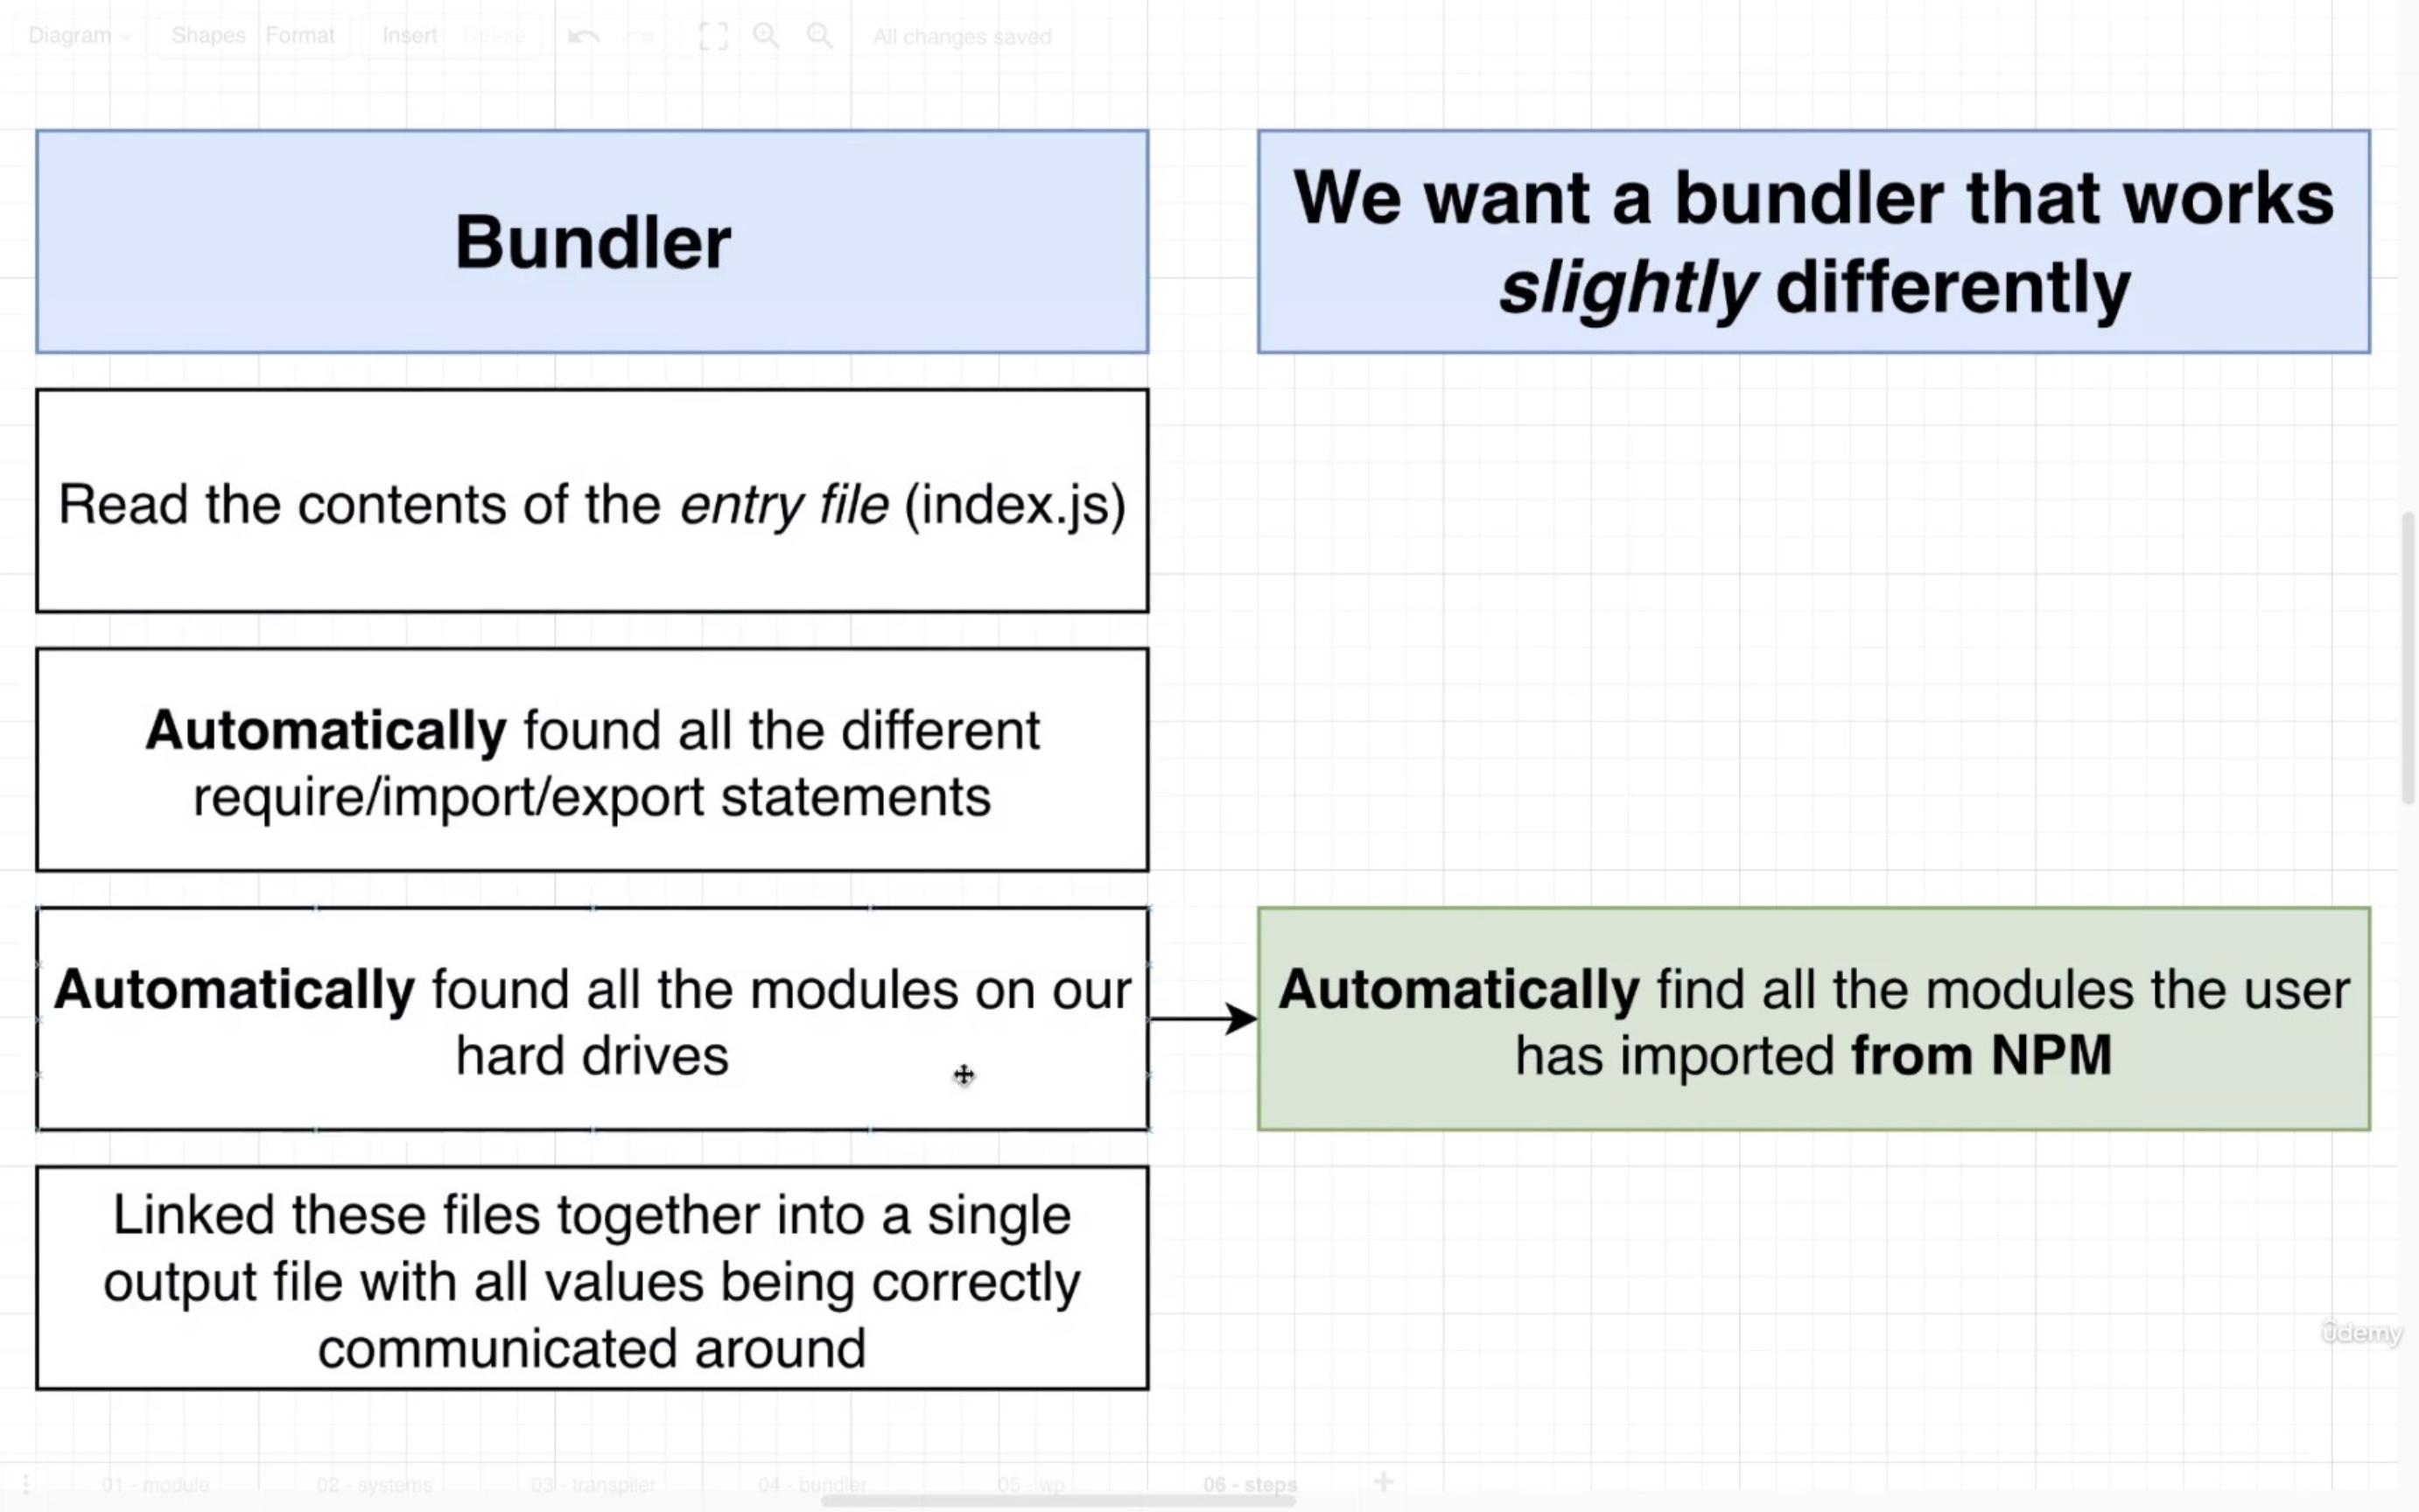 Diagram Shapes Format Insert Delete All changes saved
Bundler
We want a bundler that works
slightly differently
Read the contents of the entry file (index.js)
Automatically found all the different
require/import/export statements
Automatically found all the modules on our
hard drives
Automatically find all the modules the user
has imported from NPM
Linked these files together into a single
output file with all values being correctly
communicated around
ûdemy
01 - module 02 - systems 03 - transpiler 04 - bundler 05 - wp 06 - steps +